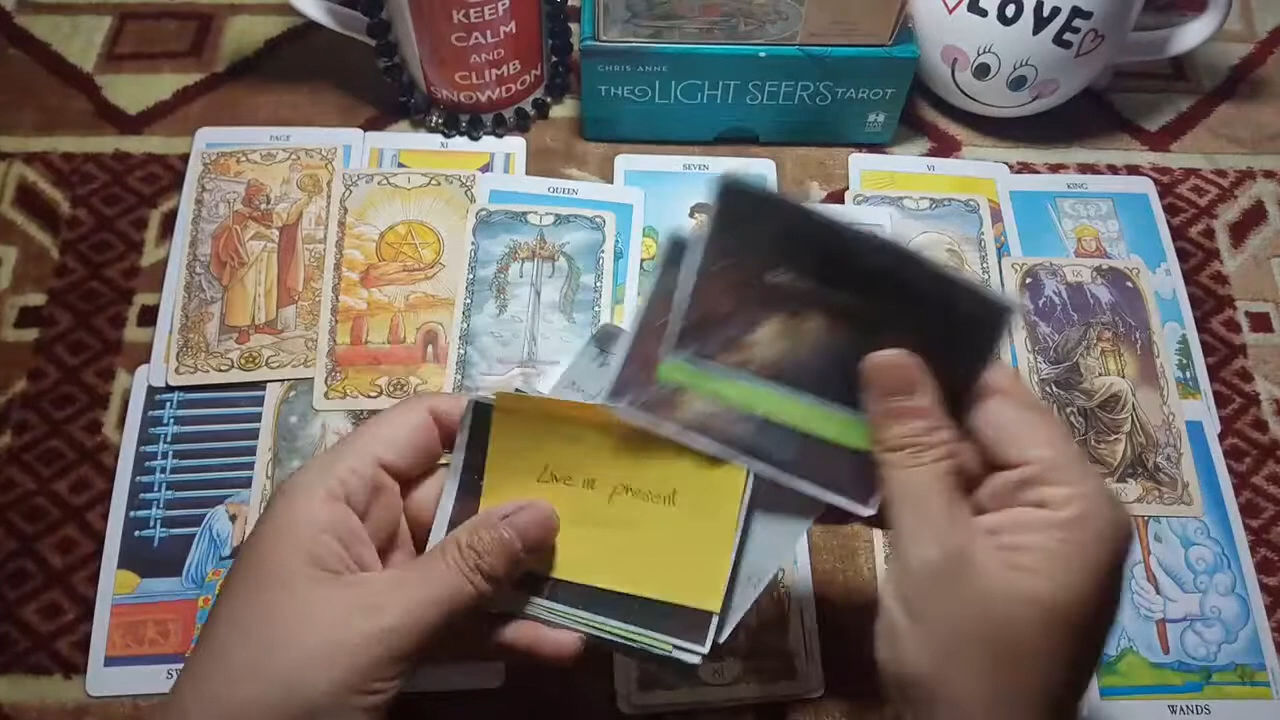 KEEP
CALM
AND
CLIMB
SNOWDON
CHRIS-ANNE
THE LIGHT SEER'S TAROT
LOVE
PAGE
XI
QUEEN
SEVEN
VI
KING
I
I
IX
Live in present
XI
WANDS